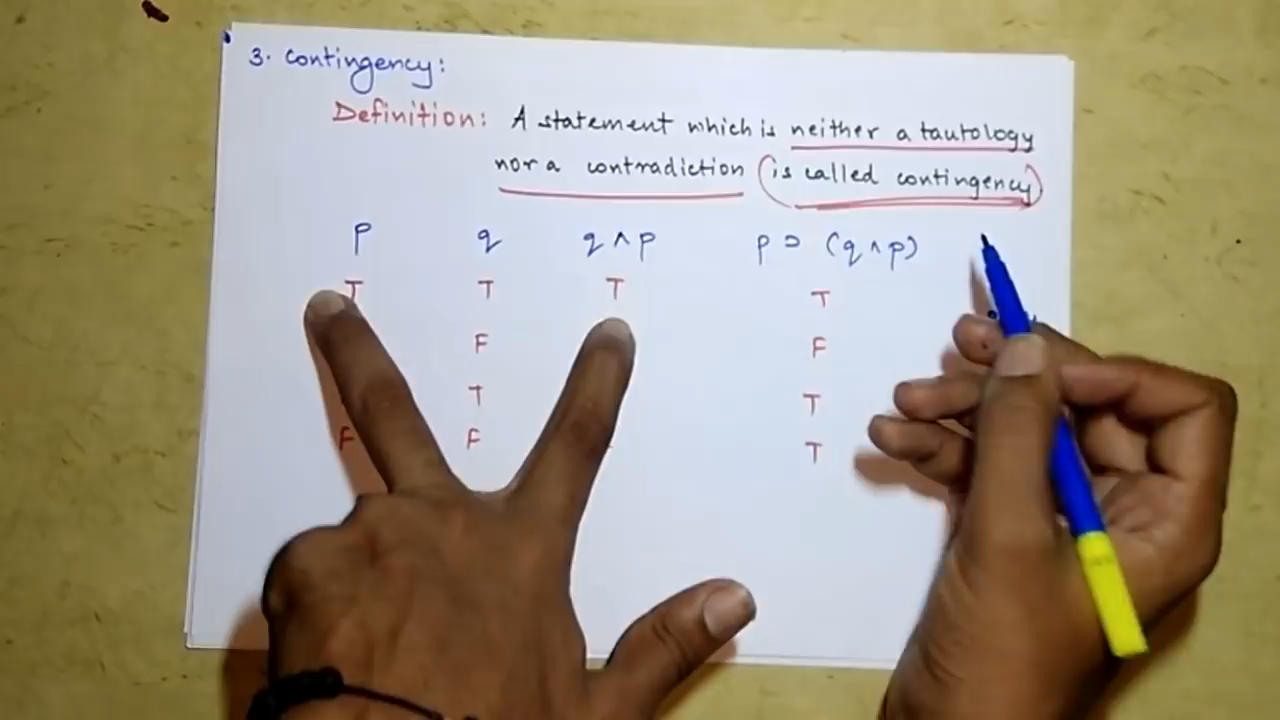 3. Contingency:
Definition: A statement which is neither a tautology
nor a contradiction (is called contingency)
p q q ∧ p p ⊃ (q ∧ p)
T T T T
F F
T T
F F T